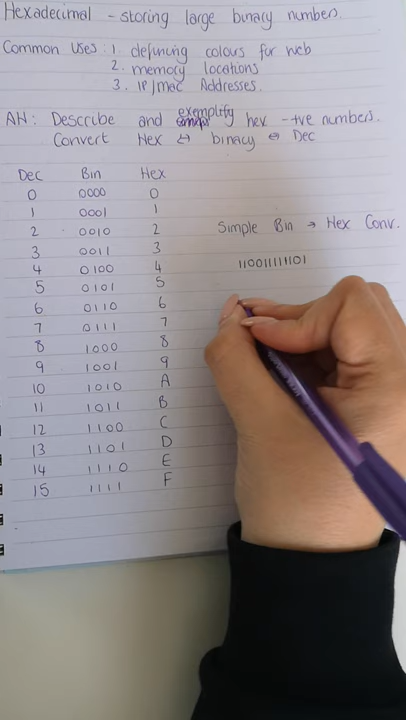 Hexadecimal - storing large binary numbers.
Common Uses: 1. defining colours for web
2. memory locations
3. IP/mac Addresses.
AH: Describe and exemplify hex -+ve numbers.
Convert Hex ↔ binary ↔ Dec
Dec Bin Hex
0 0000 0
1 0001 1
2 0010 2
3 0011 3
4 0100 4
5 0101 5
6 0110 6
7 0111 7
8 1000 8
9 1001 9
10 1010 A
11 1011 B
12 1100 C
13 1101 D
14 1110 E
15 1111 F
Simple Bin → Hex Conv.
110011111101